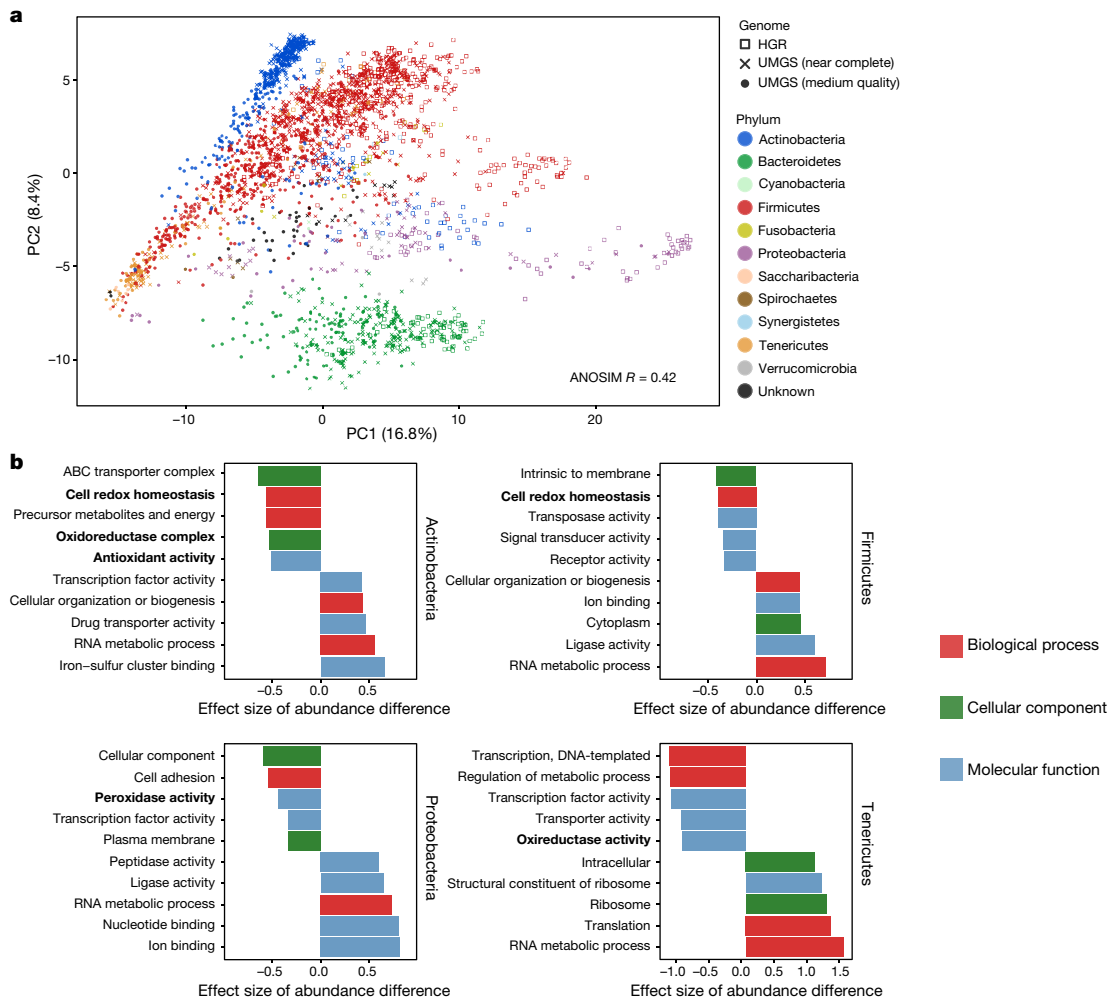 a
PC2 (8.4%)
5
0
−5
−10
−10
0
10
20
PC1 (16.8%)
ANOSIM R = 0.42
Genome
HGR
UMGS (near complete)
UMGS (medium quality)
Phylum
Actinobacteria
Bacteroidetes
Cyanobacteria
Firmicutes
Fusobacteria
Proteobacteria
Saccharibacteria
Spirochaetes
Synergistetes
Tenericutes
Verrucomicrobia
Unknown
b
ABC transporter complex
Cell redox homeostasis
Precursor metabolites and energy
Oxidoreductase complex
Antioxidant activity
Transcription factor activity
Cellular organization or biogenesis
Drug transporter activity
RNA metabolic process
Iron−sulfur cluster binding
−0.5
0.0
0.5
Effect size of abundance difference
Actinobacteria
Intrinsic to membrane
Cell redox homeostasis
Transposase activity
Signal transducer activity
Receptor activity
Cellular organization or biogenesis
Ion binding
Cytoplasm
Ligase activity
RNA metabolic process
−0.5
0.0
0.5
Effect size of abundance difference
Firmicutes
Cellular component
Cell adhesion
Peroxidase activity
Transcription factor activity
Plasma membrane
Peptidase activity
Ligase activity
RNA metabolic process
Nucleotide binding
Ion binding
−0.5
0.0
0.5
Effect size of abundance difference
Proteobacteria
Transcription, DNA-templated
Regulation of metabolic process
Transcription factor activity
Transporter activity
Oxireductase activity
Intracellular
Structural constituent of ribosome
Ribosome
Translation
RNA metabolic process
−1.0
−0.5
0.0
0.5
1.0
1.5
Effect size of abundance difference
Tenericutes
Biological process
Cellular component
Molecular function